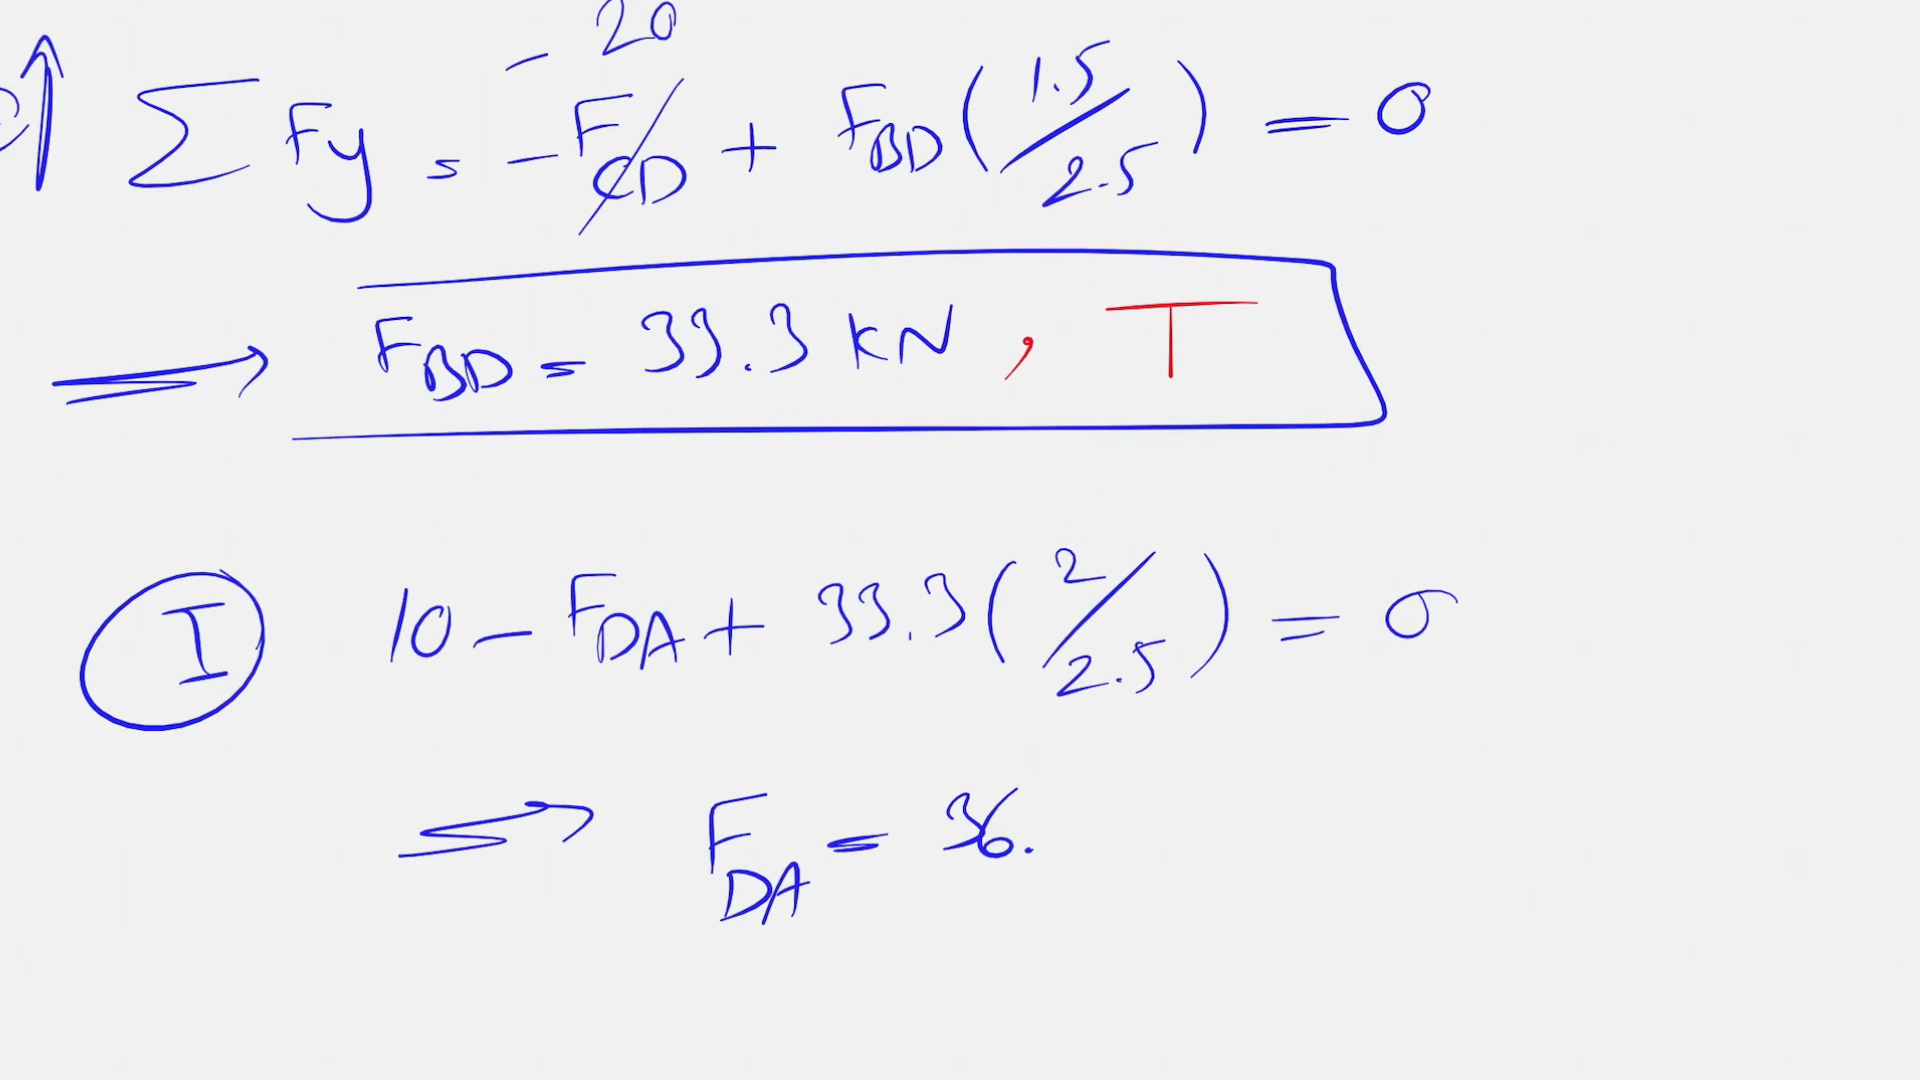 - 20
↑ Σ Fy = -F_CD + F_BD (1.5/2.5) = 0
⇒ F_BD = 33.3 kN , T
I 10 - F_DA + 33.3 (2/2.5) = 0
⇒ F_DA = 36.